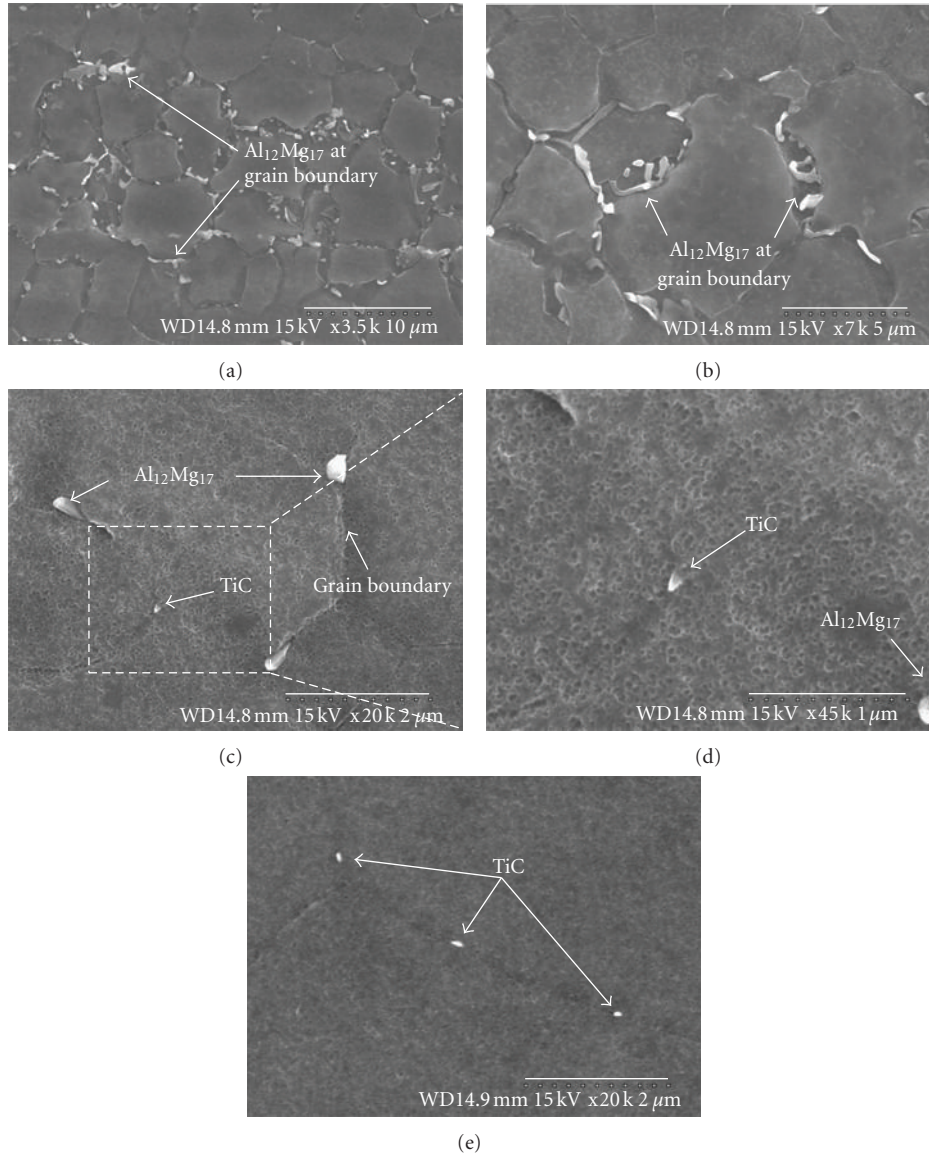 Al₁₂Mg₁₇ at
grain boundary
WD14.8 mm 15 kV x3.5 k 10 μm
(a)
Al₁₂Mg₁₇ at
grain boundary
WD14.8 mm 15 kV x7 k 5 μm
(b)
Al₁₂Mg₁₇
TiC
Grain boundary
WD14.8 mm 15 kV x20 k 2 μm
(c)
TiC
Al₁₂Mg₁₇
WD14.8 mm 15 kV x45 k 1 μm
(d)
TiC
WD14.9 mm 15 kV x20 k 2 μm
(e)